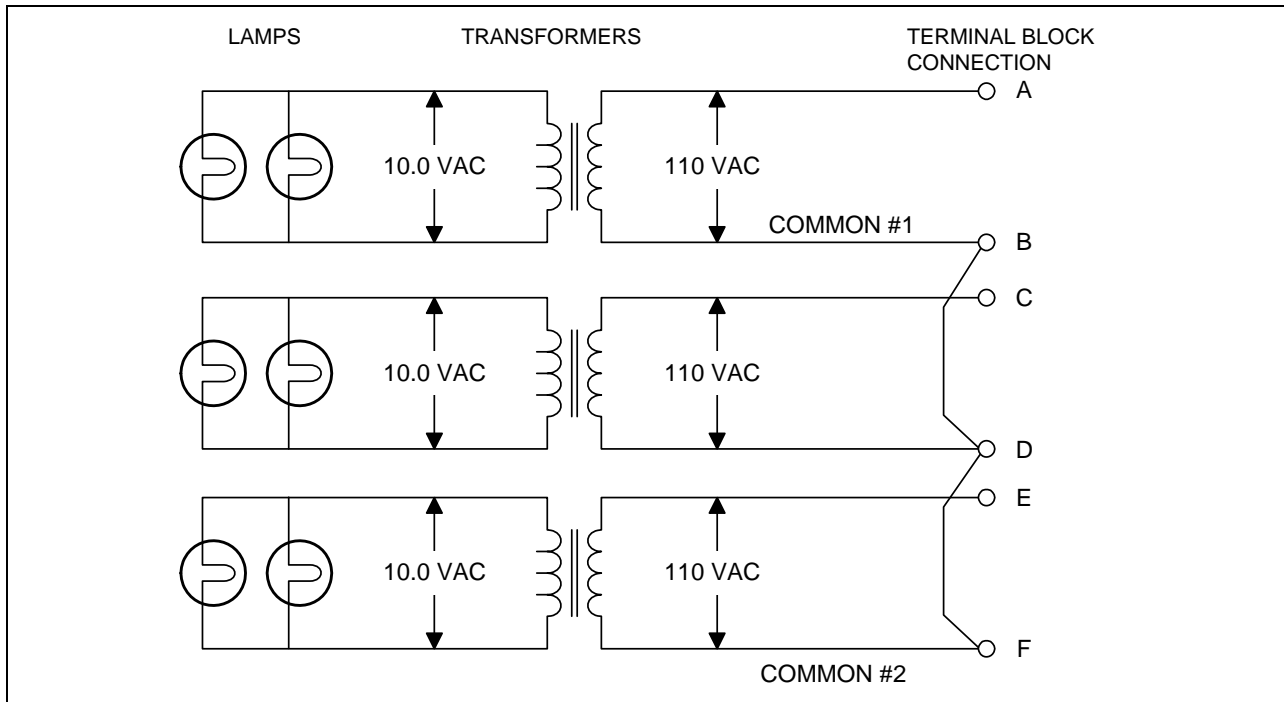 LAMPS
TRANSFORMERS
TERMINAL BLOCK
CONNECTION
A
10.0 VAC
110 VAC
COMMON #1
B
C
10.0 VAC
110 VAC
D
E
10.0 VAC
110 VAC
F
COMMON #2